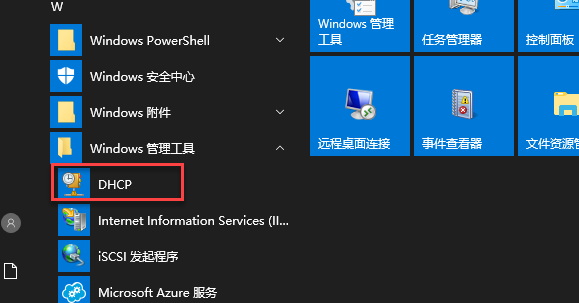 W
Windows PowerShell
Windows 安全中心
Windows 附件
Windows 管理工具
DHCP
Internet Information Services (II...
iSCSI 发起程序
Microsoft Azure 服务
Windows 管理
工具
任务管理器
控制面板
远程桌面连接
事件查看器
文件资源管